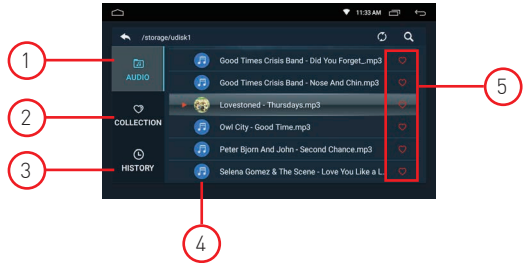 11:33 AM
/storage/udisk1
AUDIO
COLLECTION
HISTORY
Good Times Crisis Band - Did You Forget_.mp3
Good Times Crisis Band - Nose And Chin.mp3
Lovestoned - Thursdays.mp3
Owl City - Good Time.mp3
Peter Bjorn And John - Second Chance.mp3
Selena Gomez & The Scene - Love You Like a L...
1
2
3
4
5